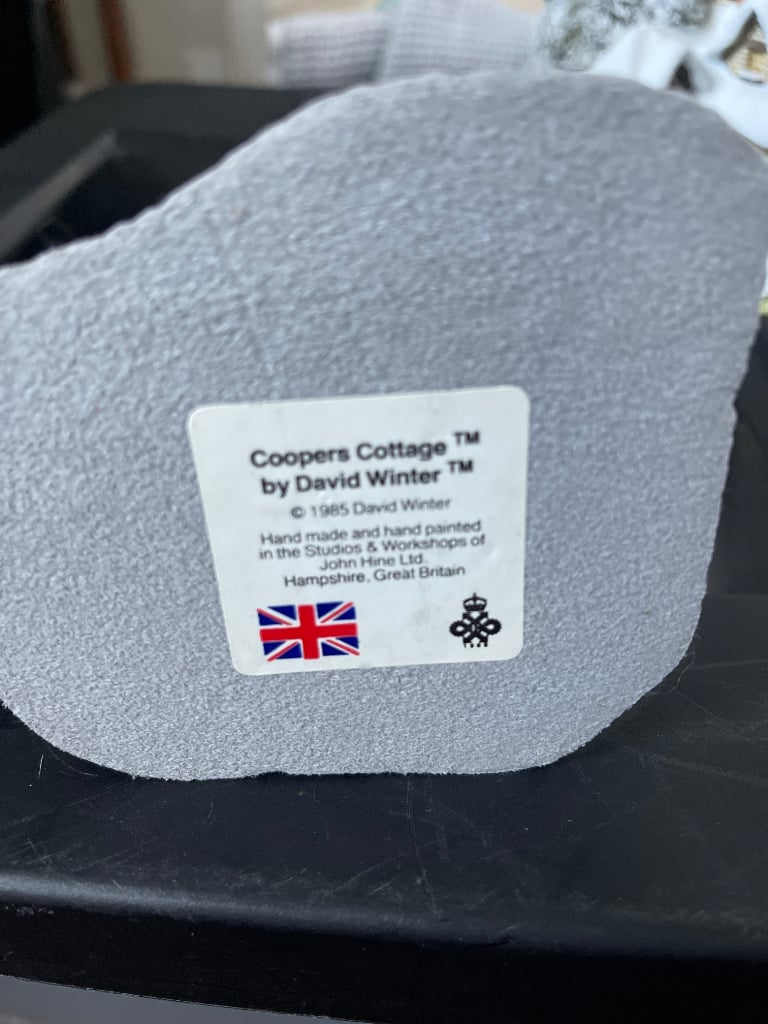 Coopers Cottage ™
by David Winter ™
© 1985 David Winter
Hand made and hand painted
in the Studios & Workshops of
John Hine Ltd.
Hampshire, Great Britain